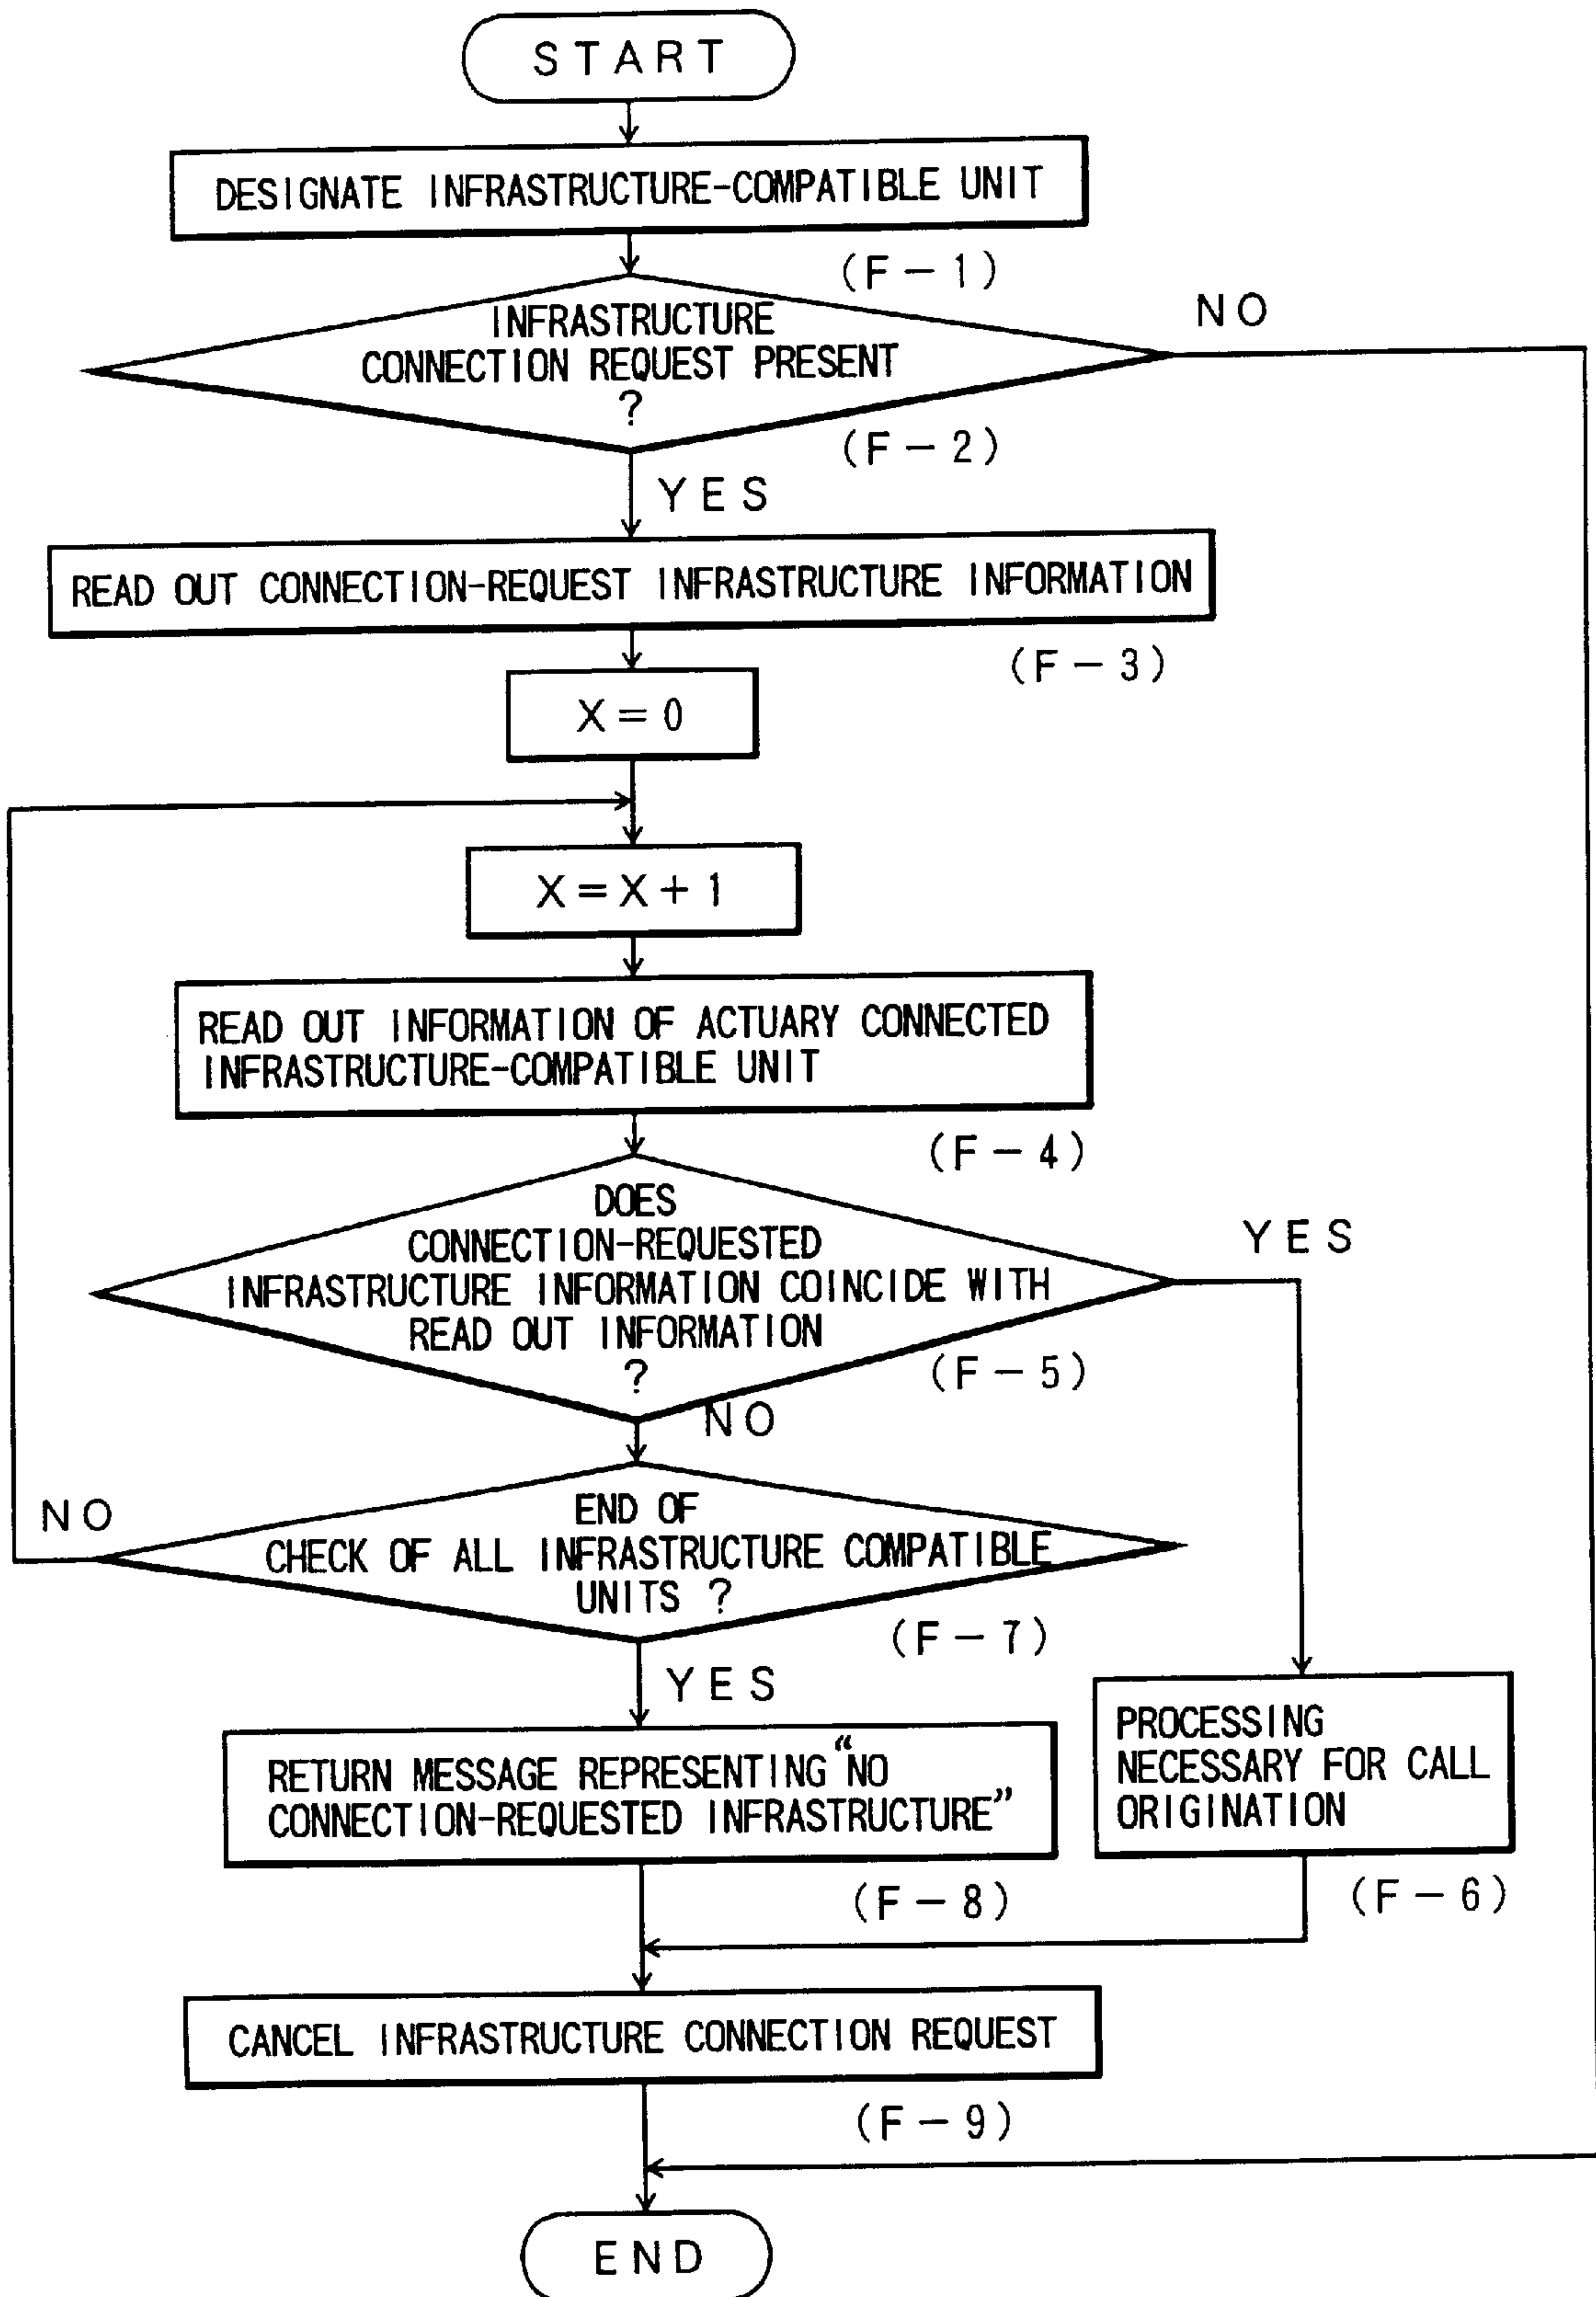 START
DESIGNATE INFRASTRUCTURE-COMPATIBLE UNIT
(F-1)
INFRASTRUCTURE
CONNECTION REQUEST PRESENT
?
NO
(F-2)
YES
READ OUT CONNECTION-REQUEST INFRASTRUCTURE INFORMATION
(F-3)
X=0
X=X+1
READ OUT INFORMATION OF ACTUARY CONNECTED
INFRASTRUCTURE-COMPATIBLE UNIT
(F-4)
DOES
CONNECTION-REQUESTED
INFRASTRUCTURE INFORMATION COINCIDE WITH
READ OUT INFORMATION
?
YES
(F-5)
NO
END OF
CHECK OF ALL INFRASTRUCTURE COMPATIBLE
UNITS ?
NO
(F-7)
YES
RETURN MESSAGE REPRESENTING “NO
CONNECTION-REQUESTED INFRASTRUCTURE”
(F-8)
PROCESSING
NECESSARY FOR CALL
ORIGINATION
(F-6)
CANCEL INFRASTRUCTURE CONNECTION REQUEST
(F-9)
END